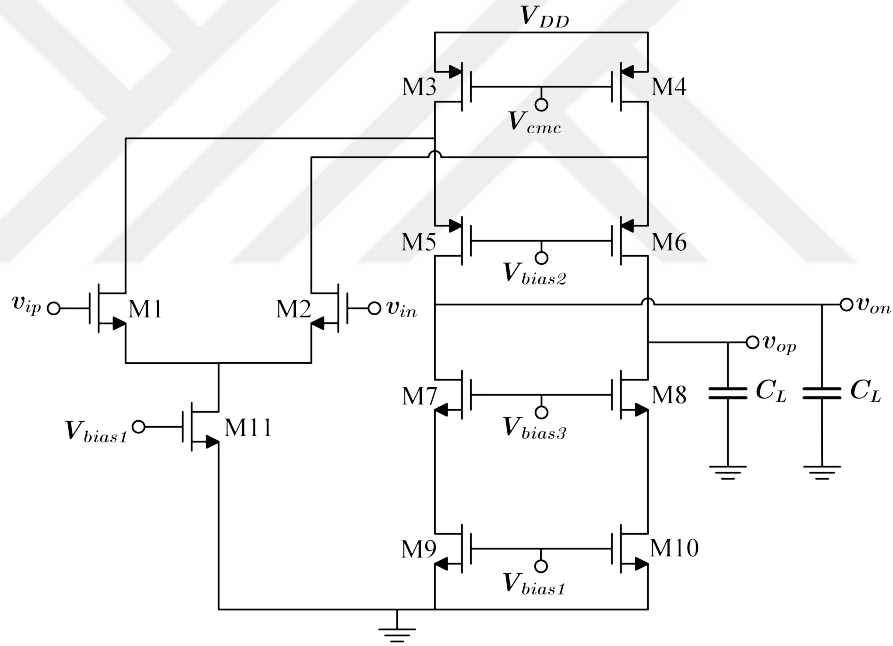 V_DD
M3
M4
V_cmc
M5
M6
V_bias2
v_ip
M1
M2
v_in
v_on
v_op
M7
M8
C_L
C_L
V_bias3
V_bias1
M11
M9
M10
V_bias1